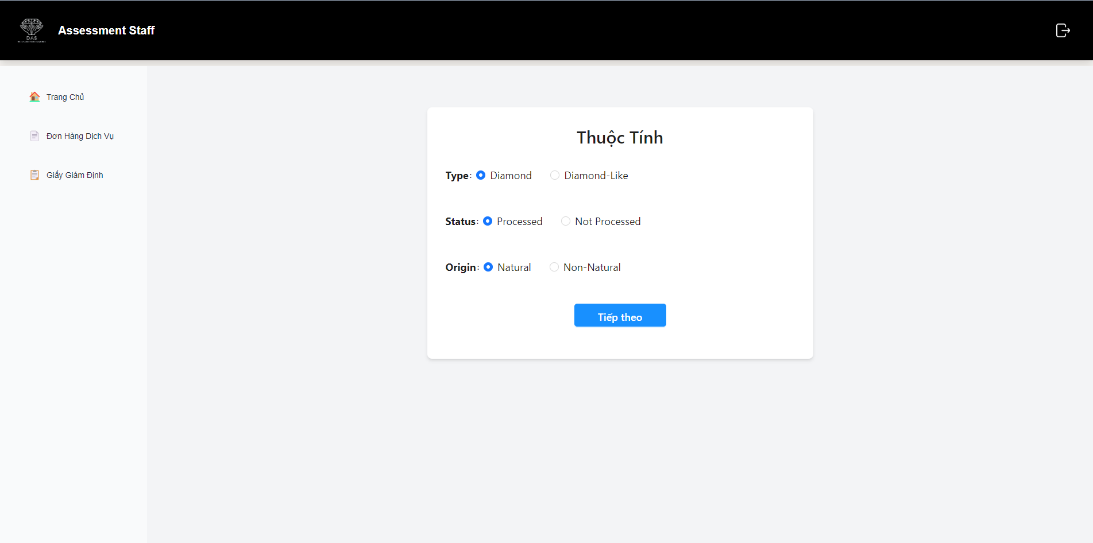 DAS
Assessment Staff
Trang Chủ
Đơn Hàng Dịch Vụ
Giấy Giám Định
Thuộc Tính
Type: Diamond Diamond-Like
Status: Processed Not Processed
Origin: Natural Non-Natural
Tiếp theo